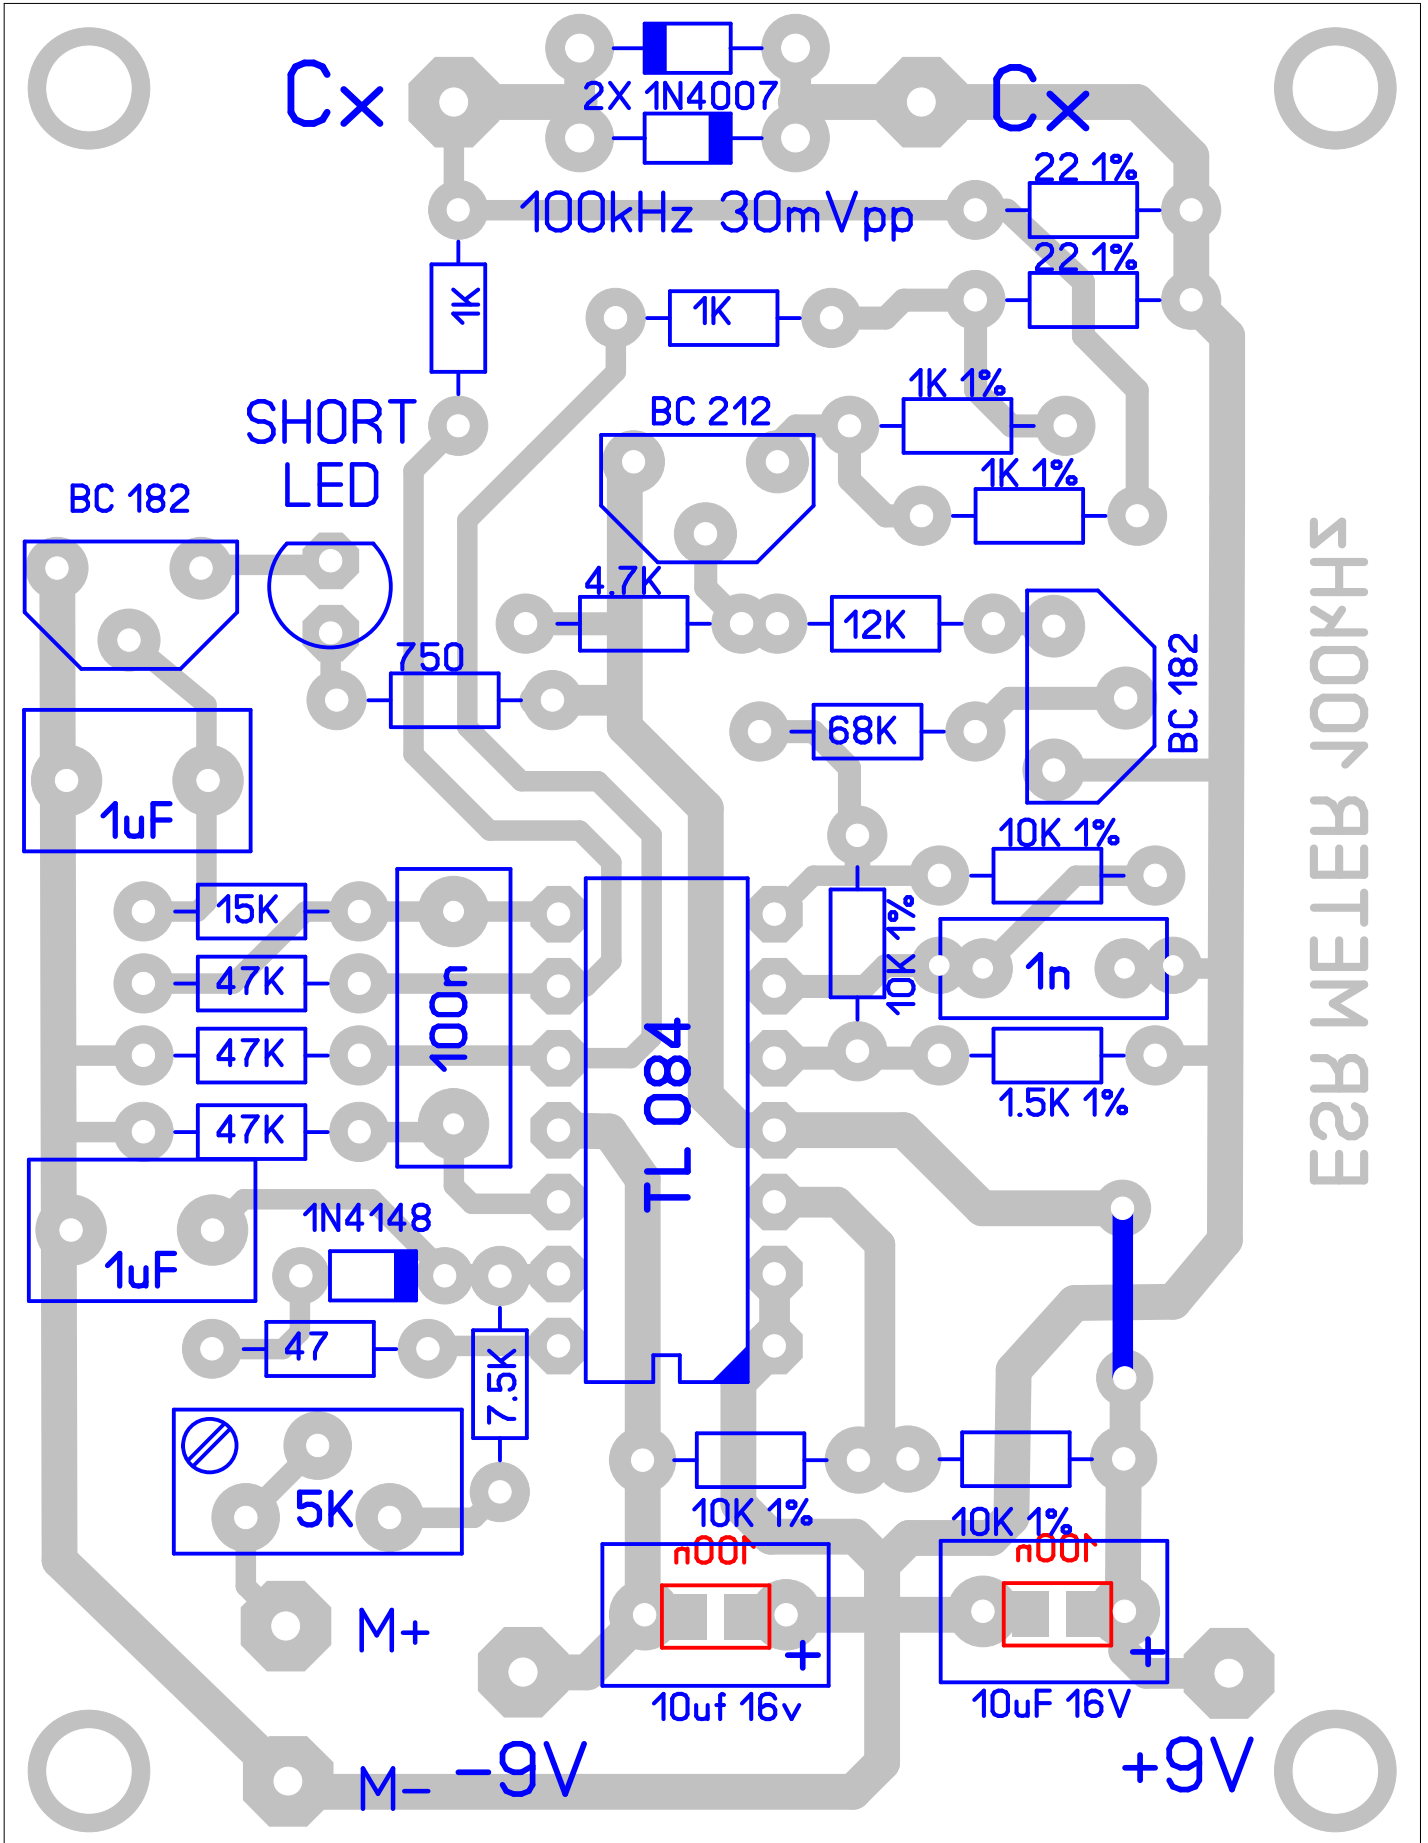 Cx
2X 1N4007
Cx
22 1%
100kHz 30mVpp
22 1%
1K
1K
1K 1%
BC 212
SHORT
LED
1K 1%
BC 182
4.7K
12K
750
BC 182
68K
1uF
10K 1%
15K
10K 1%
47K
100n
1n
47K
TL 084
1.5K 1%
47K
ESR METER 100kHz
1N4148
1uF
47
7.5K
5K
10K 1%
10K 1%
100n
100n
M+
+
+
10uf 16v
10uF 16V
M-
-9V
+9V